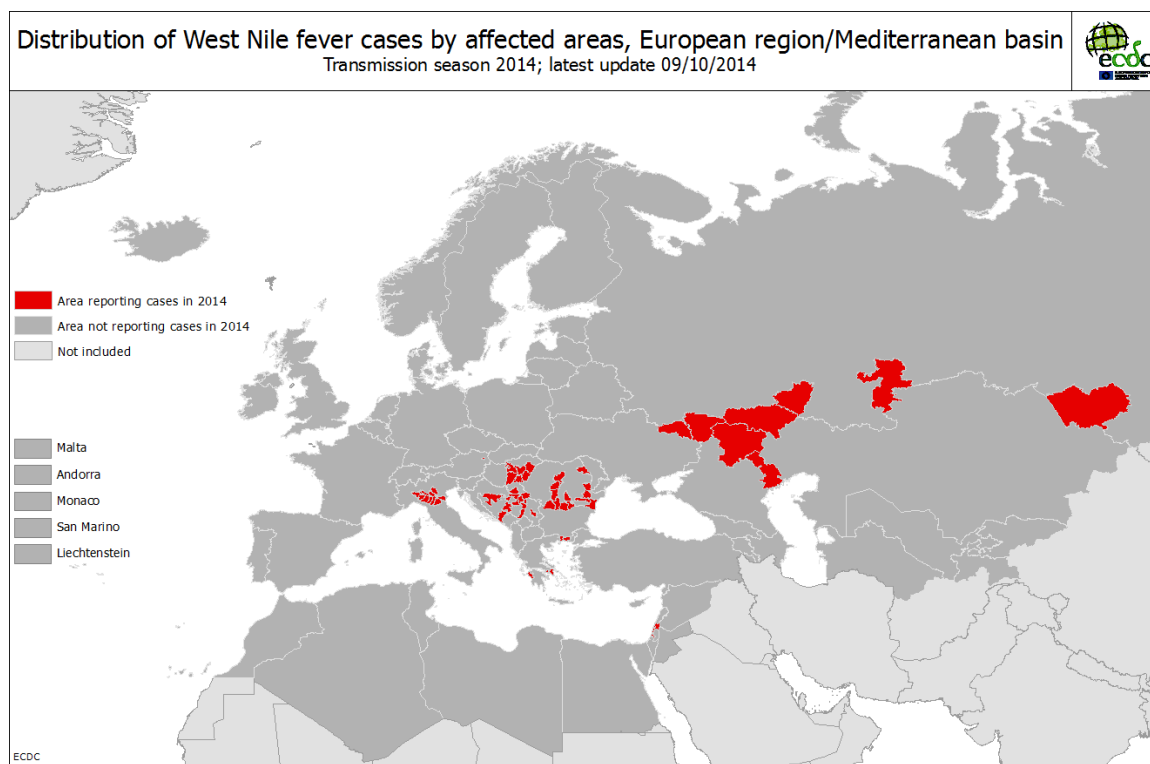 Distribution of West Nile fever cases by affected areas, European region/Mediterranean basin
Transmission season 2014; latest update 09/10/2014
ecdc
Area reporting cases in 2014
Area not reporting cases in 2014
Not included
Malta
Andorra
Monaco
San Marino
Liechtenstein
ECDC